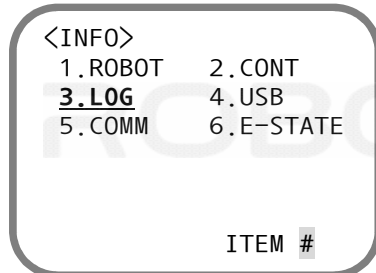 <INFO>
1.ROBOT 2.CONT
3.LOG 4.USB
5.COMM 6.E-STATE
ITEM #